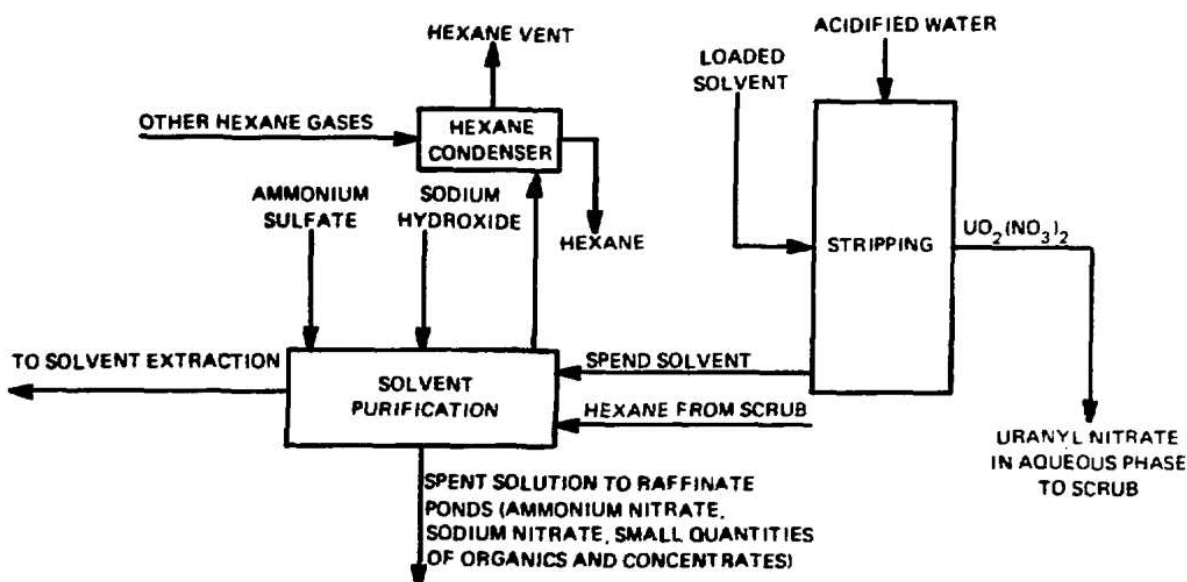 HEXANE VENT
ACIDIFIED WATER
LOADED
SOLVENT
OTHER HEXANE GASES
HEXANE
CONDENSER
AMMONIUM
SULFATE
SODIUM
HYDROXIDE
HEXANE
STRIPPING
UO₂(NO₃)₂
TO SOLVENT EXTRACTION
SOLVENT
PURIFICATION
SPEND SOLVENT
HEXANE FROM SCRUB
URANYL NITRATE
IN AQUEOUS PHASE
TO SCRUB
SPENT SOLUTION TO RAFFINATE
PONDS (AMMONIUM NITRATE,
SODIUM NITRATE, SMALL QUANTITIES
OF ORGANICS AND CONCENTRATES)